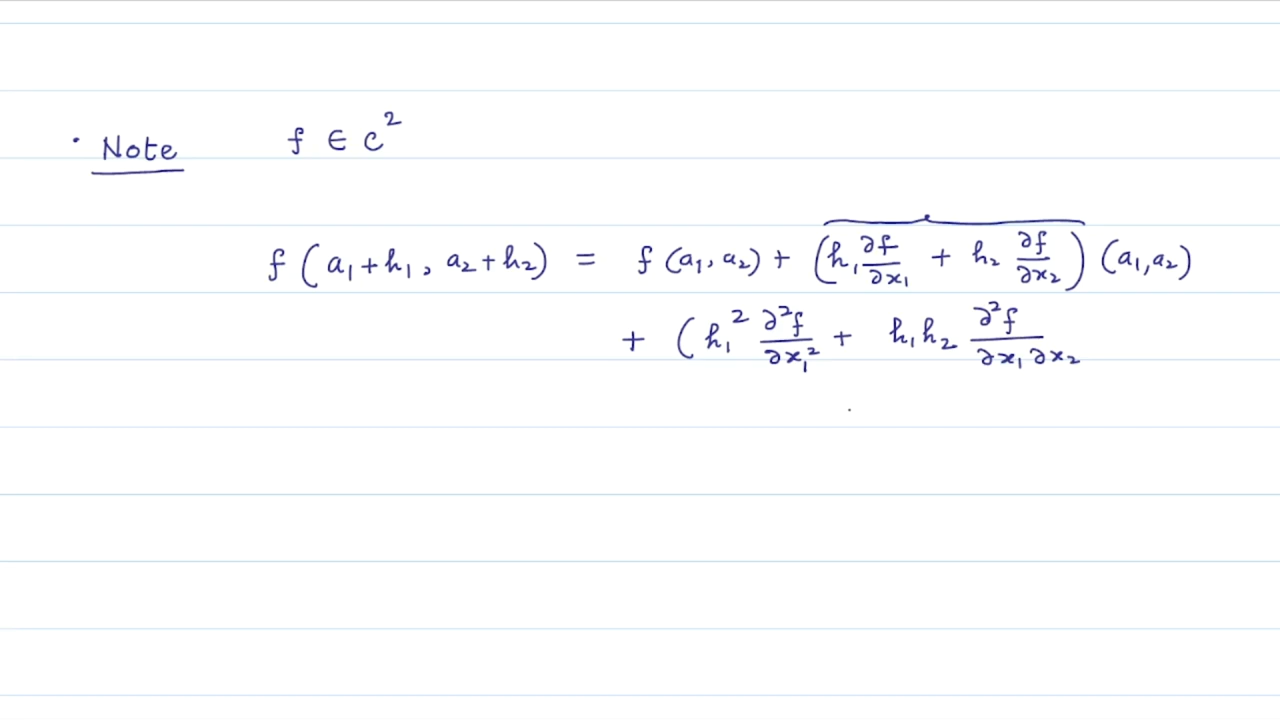 · Note f ∈ c²
f (a₁+h₁, a₂+h₂) = f (a₁, a₂) + (h₁ ∂f/∂x₁ + h₂ ∂f/∂x₂) (a₁,a₂)
+ (h₁² ∂²f/∂x₁² + h₁h₂ ∂²f/∂x₁∂x₂